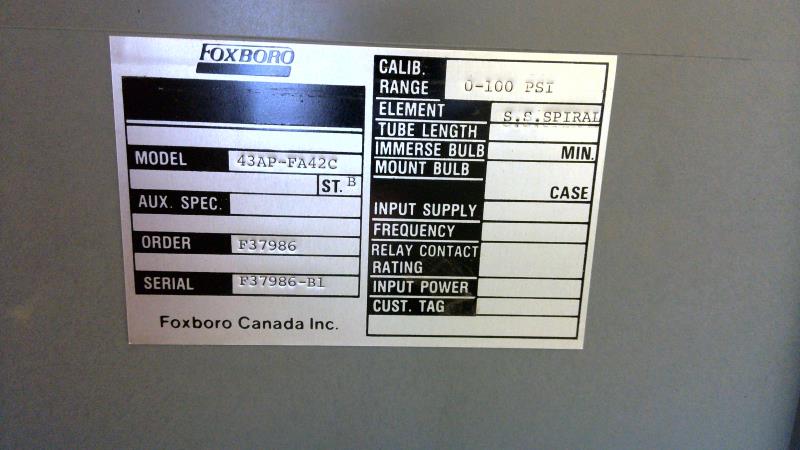 FOXBORO
MODEL 43AP-FA42C
ST. B
AUX. SPEC.
ORDER F37986
SERIAL F37986-B1
Foxboro Canada Inc.
CALIB.
RANGE 0-100 PSI
ELEMENT S.S.SPIRAL
TUBE LENGTH
IMMERSE BULB MIN.
MOUNT BULB
CASE
INPUT SUPPLY
FREQUENCY
RELAY CONTACT
RATING
INPUT POWER
CUST. TAG